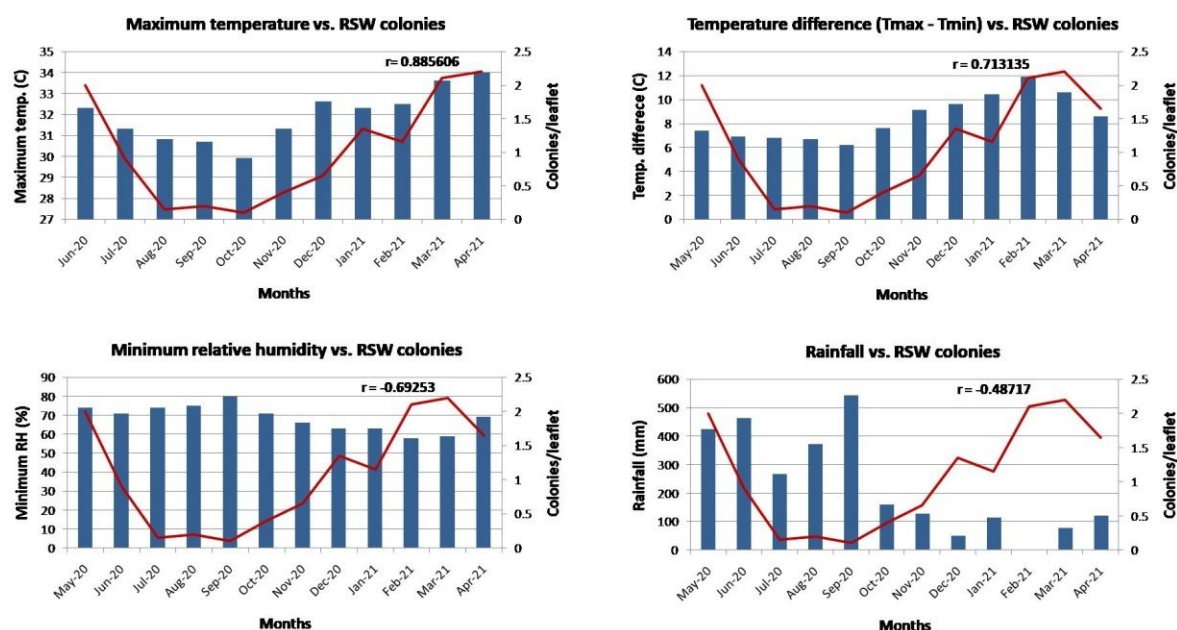 Maximum temperature vs. RSW colonies
r= 0.885606
Maximum temp. (C)
35
34
33
32
31
30
29
28
27
2.5
2
1.5
1
0.5
0
Colonies/leaflet
Jun-20 Jul-20 Aug-20 Sep-20 Oct-20 Nov-20 Dec-20 Jan-21 Feb-21 Mar-21 Apr-21
Months
Temperature difference (Tmax - Tmin) vs. RSW colonies
r = 0.713135
Temp. differece (C)
14
12
10
8
6
4
2
0
2.5
2
1.5
1
0.5
0
Colonies/leaflet
May-20 Jun-20 Jul-20 Aug-20 Sep-20 Oct-20 Nov-20 Dec-20 Jan-21 Feb-21 Mar-21 Apr-21
Months
Minimum relative humidity vs. RSW colonies
r = -0.69253
Minimum RH (%)
90
80
70
60
50
40
30
20
10
0
2.5
2
1.5
1
0.5
0
Colonies/leaflet
May-20 Jun-20 Jul-20 Aug-20 Sep-20 Oct-20 Nov-20 Dec-20 Jan-21 Feb-21 Mar-21 Apr-21
Months
Rainfall vs. RSW colonies
r = -0.48717
Rainfall (mm)
600
500
400
300
200
100
0
2.5
2
1.5
1
0.5
0
Colonies/leaflet
May-20 Jun-20 Jul-20 Aug-20 Sep-20 Oct-20 Nov-20 Dec-20 Jan-21 Feb-21 Mar-21 Apr-21
Months